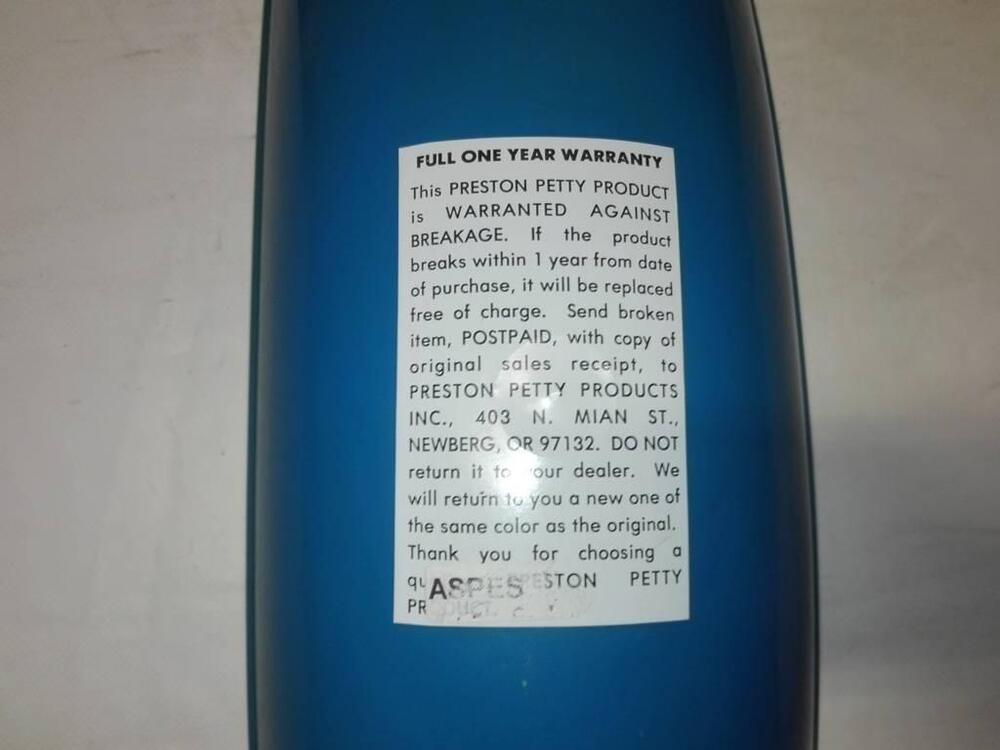 FULL ONE YEAR WARRANTY
This PRESTON PETTY PRODUCT
is WARRANTED AGAINST
BREAKAGE. If the product
breaks within 1 year from date
of purchase, it will be replaced
free of charge. Send broken
item, POSTPAID, with copy of
original sales receipt, to
PRESTON PETTY PRODUCTS
INC., 403 N. MIAN ST.,
NEWBERG, OR 97132. DO NOT
return it to your dealer. We
will return to you a new one of
the same color as the original.
Thank you for choosing a
ASPES PRESTON PETTY